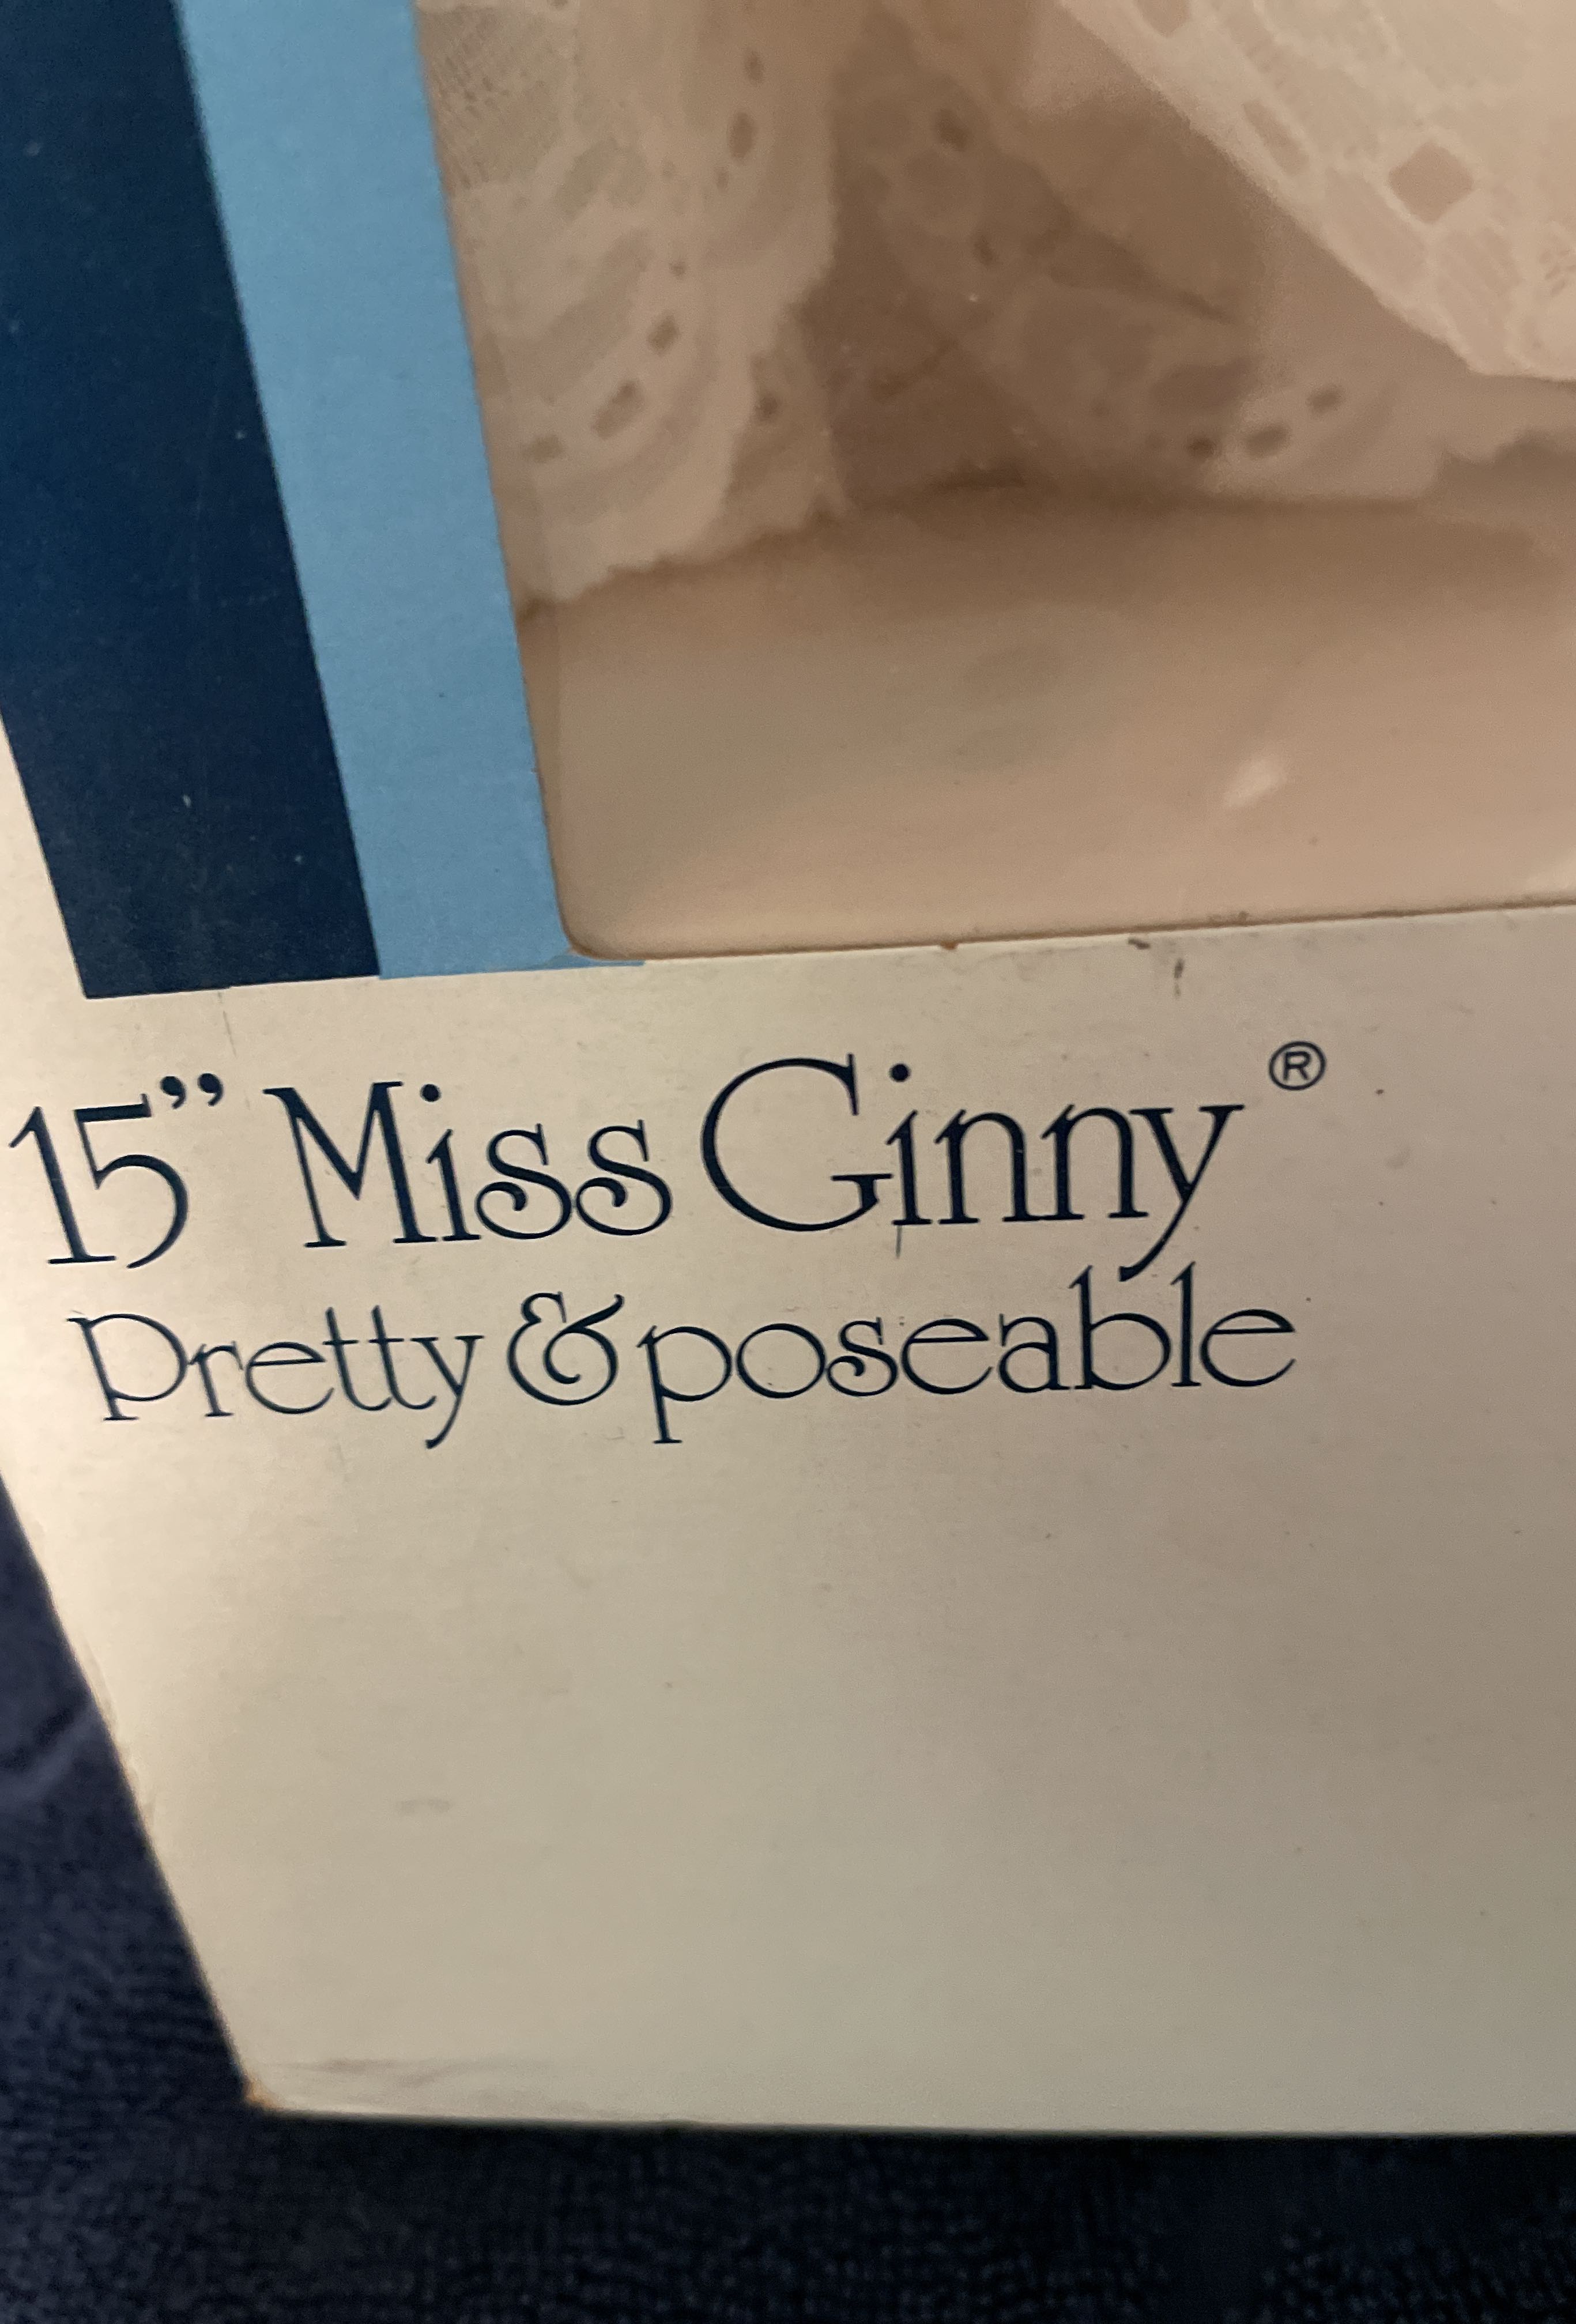 15” Miss Ginny®
Pretty & poseable